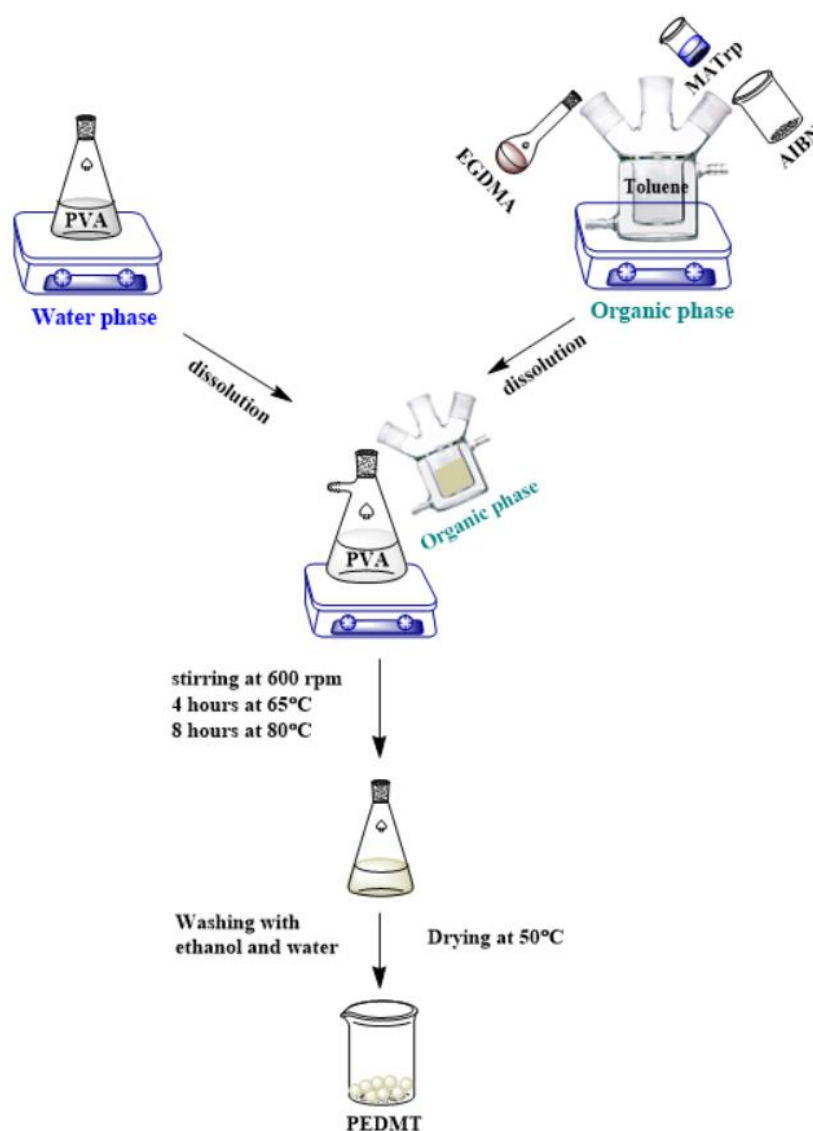 MATrp
EGDMA
AIBN
Toluene
PVA
Water phase
Organic phase
dissolution
dissolution
Organic phase
PVA
stirring at 600 rpm
4 hours at 65°C
8 hours at 80°C
Washing with
ethanol and water
Drying at 50°C
PEDMT